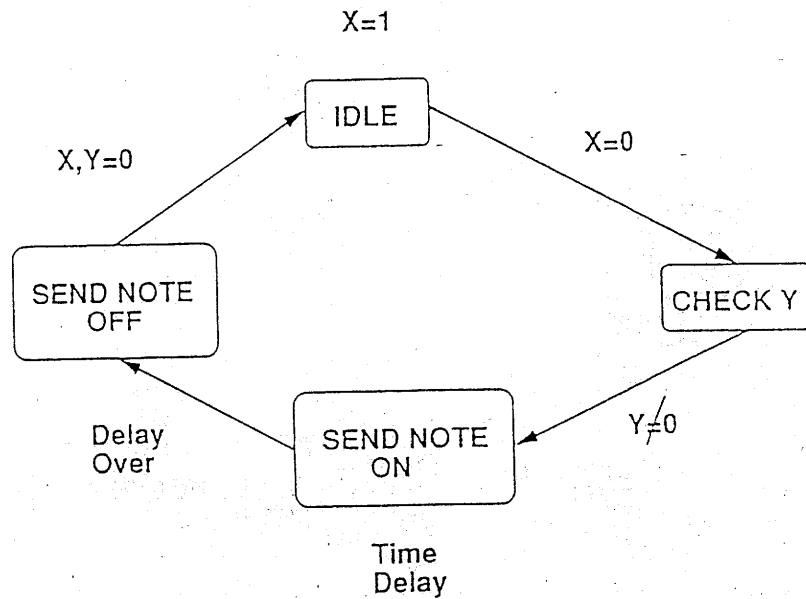 X=1
IDLE
X=0
X,Y=0
SEND NOTE
OFF
CHECK Y
Y≠0
SEND NOTE
ON
Delay
Over
Time
Delay